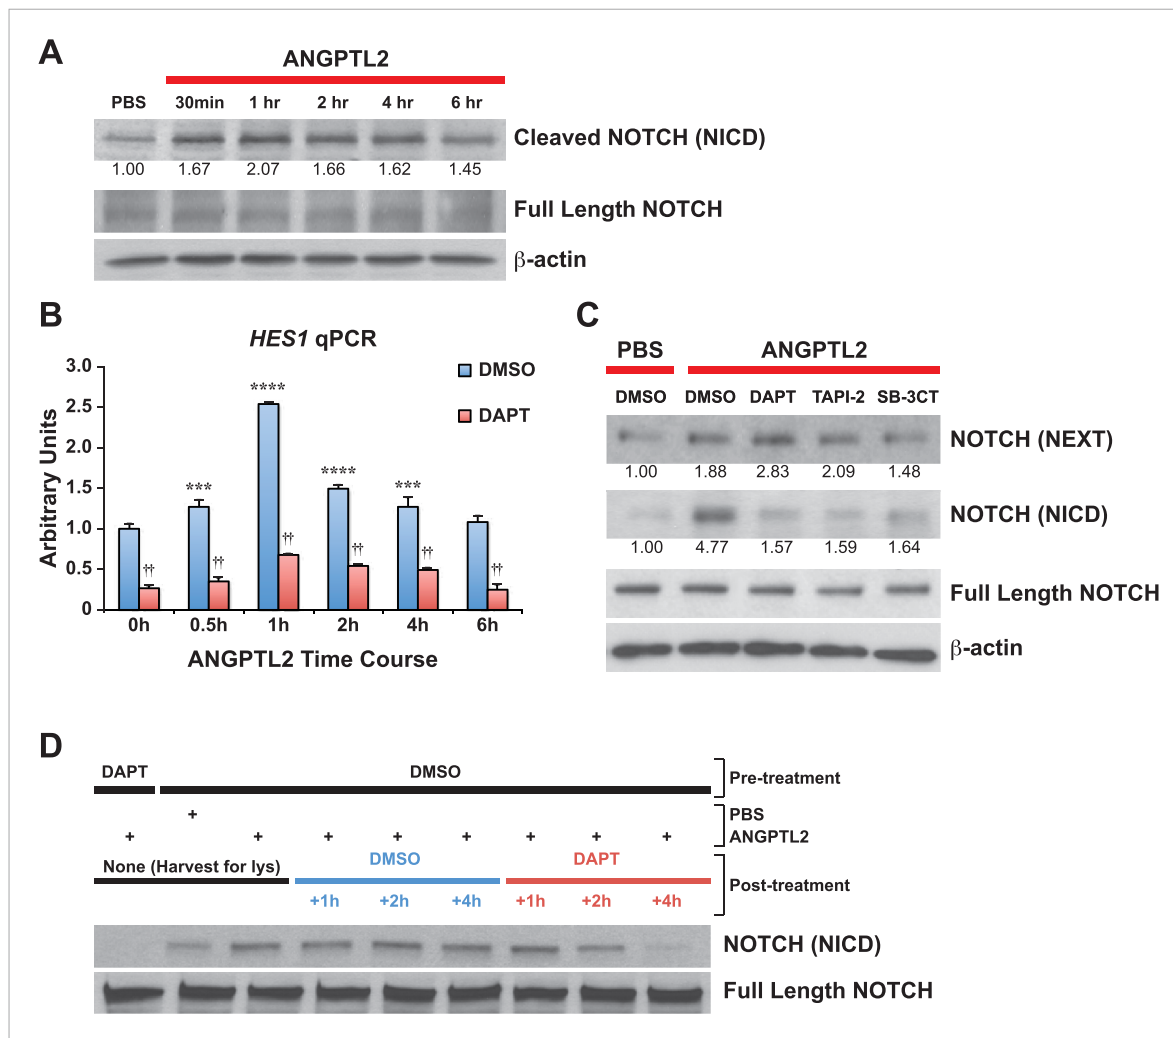 A
ANGPTL2
PBS 30min 1 hr 2 hr 4 hr 6 hr
Cleaved NOTCH (NICD)
1.00 1.67 2.07 1.66 1.62 1.45
Full Length NOTCH
β-actin
B
HES1 qPCR
3.0
2.5
2.0
1.5
1.0
0.5
0
Arbitrary Units
DMSO
DAPT
*** **** **** ***
†† †† †† †† †† ††
0h 0.5h 1h 2h 4h 6h
ANGPTL2 Time Course
C
PBS ANGPTL2
DMSO DMSO DAPT TAPI-2 SB-3CT
NOTCH (NEXT)
1.00 1.88 2.83 2.09 1.48
NOTCH (NICD)
1.00 4.77 1.57 1.59 1.64
Full Length NOTCH
β-actin
D
DAPT DMSO
Pre-treatment
+ PBS
+ + + + + + + + ANGPTL2
None (Harvest for lys) DMSO DAPT
Post-treatment
+1h +2h +4h +1h +2h +4h
NOTCH (NICD)
Full Length NOTCH